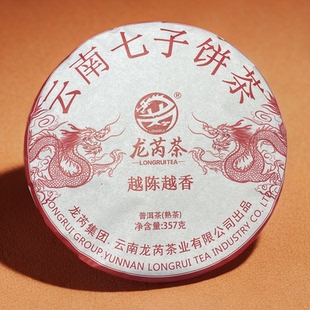 云南七子饼茶
®
龙芮茶
LONGRUITEA
越陈越香
普洱茶(熟茶)
净含量:357克
龙芮集团.云南龙芮茶业有限公司出品
LONGRUI GROUP.YUNNAN LONGRUI TEA INDUSTRY CO.LTD